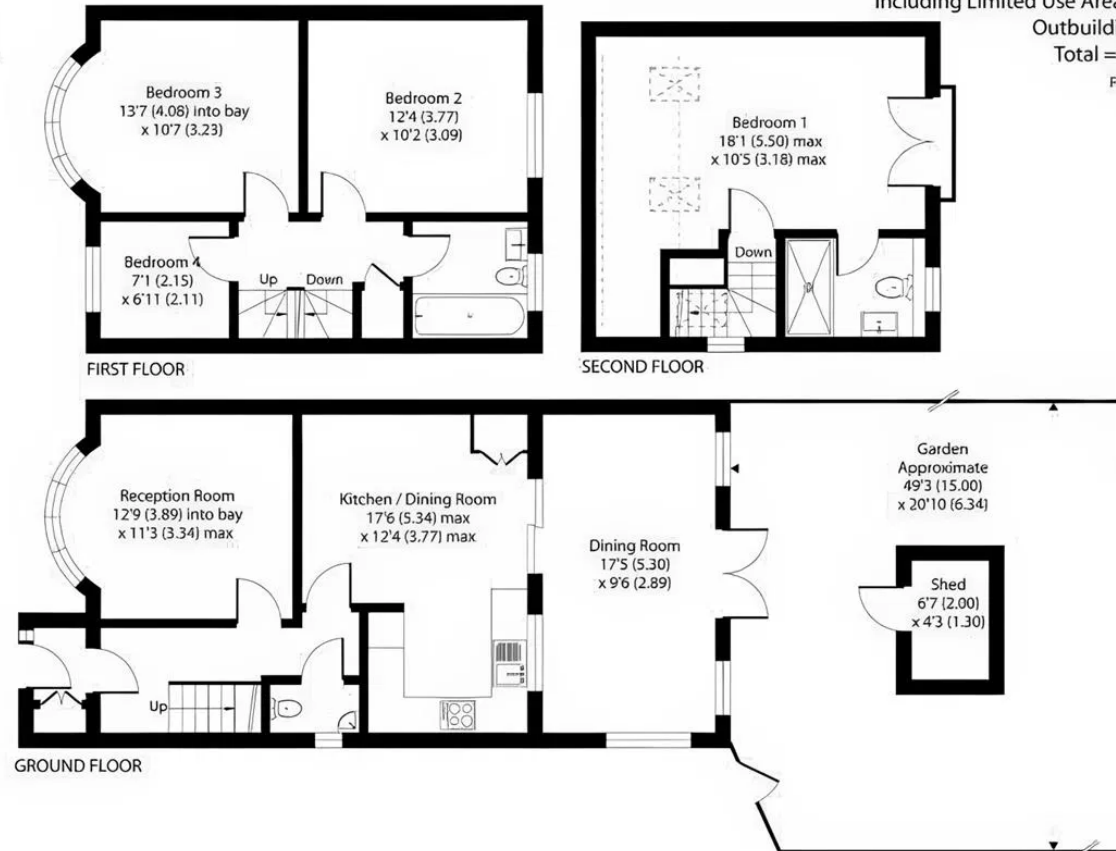 Including Limited Use Area
Outbuildi
Total =
F
Bedroom 3
13'7 (4.08) into bay
x 10'7 (3.23)
Bedroom 2
12'4 (3.77)
x 10'2 (3.09)
Bedroom 4
7'1 (2.15)
x 6'11 (2.11)
Up
Down
FIRST FLOOR
Bedroom 1
18'1 (5.50) max
x 10'5 (3.18) max
Down
SECOND FLOOR
Reception Room
12'9 (3.89) into bay
x 11'3 (3.34) max
Kitchen / Dining Room
17'6 (5.34) max
x 12'4 (3.77) max
Dining Room
17'5 (5.30)
x 9'6 (2.89)
Garden
Approximate
49'3 (15.00)
x 20'10 (6.34)
Shed
6'7 (2.00)
x 4'3 (1.30)
Up
GROUND FLOOR